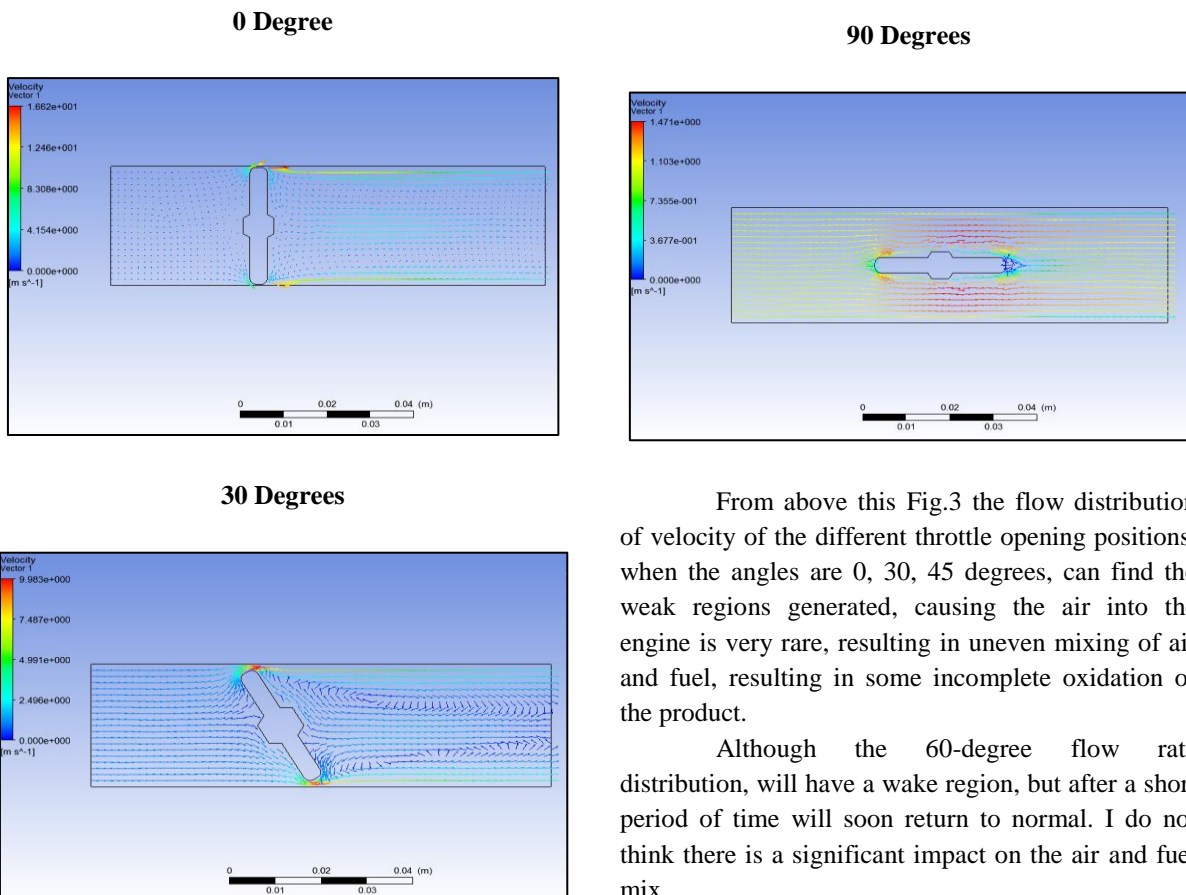 0 Degree
Velocity
Vector 1
1.662e+001
1.246e+001
8.308e+000
4.154e+000
0.000e+000
[m s^-1]
0 0.02 0.04 (m)
0.01 0.03
30 Degrees
Velocity
Vector 1
9.983e+000
7.487e+000
4.991e+000
2.496e+000
0.000e+000
[m s^-1]
0 0.02 0.04 (m)
0.01 0.03
90 Degrees
Velocity
Vector 1
1.471e+000
1.103e+000
7.355e-001
3.677e-001
0.000e+000
[m s^-1]
0 0.02 0.04 (m)
0.01 0.03
From above this Fig.3 the flow distribution
of velocity of the different throttle opening positions
when the angles are 0, 30, 45 degrees, can find the
weak regions generated, causing the air into the
engine is very rare, resulting in uneven mixing of ai
and fuel, resulting in some incomplete oxidation o
the product.
Although the 60-degree flow rat
distribution, will have a wake region, but after a shor
period of time will soon return to normal. I do no
think there is a significant impact on the air and fue
mix.